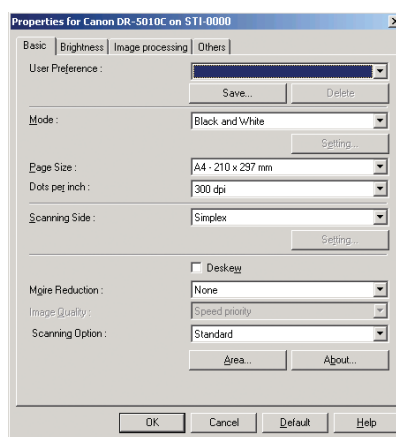 Properties for Canon DR-5010C on STI-0000
Basic Brightness Image processing Others
User Preference :
Save... Delete
Mode : Black and White
Setting...
Page Size : A4 - 210 x 297 mm
Dots per inch : 300 dpi
Scanning Side : Simplex
Setting...
Deskew
Moire Reduction : None
Image Quality : Speed priority
Scanning Option : Standard
Area... About...
OK Cancel Default Help